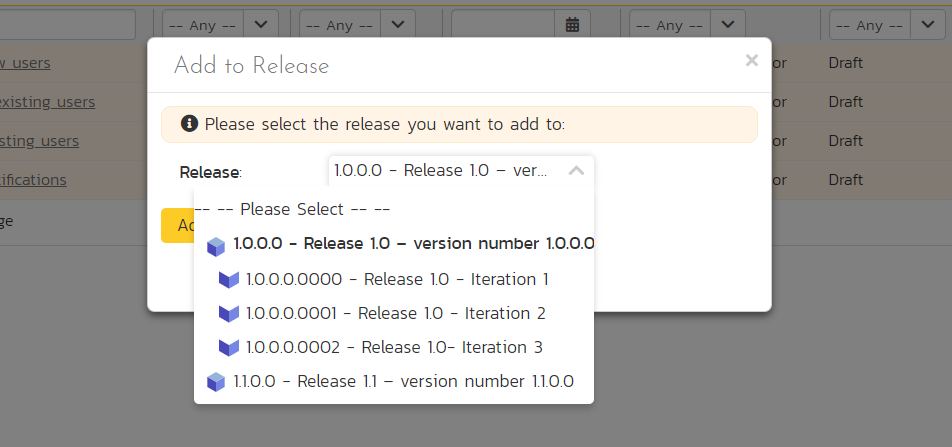 -- Any -- -- Any -- -- Any -- -- Any --
Add to Release ×
w users or Draft
Please select the release you want to add to:
existing users or Draft
sting users or Draft
Release: 1.0.0.0 - Release 1.0 – ver...
tifications or Draft
-- -- Please Select -- --
ge
Ad
1.0.0.0 - Release 1.0 – version number 1.0.0.0
1.0.0.0.0000 - Release 1.0 - Iteration 1
1.0.0.0.0001 - Release 1.0 - Iteration 2
1.0.0.0.0002 - Release 1.0- Iteration 3
1.1.0.0 - Release 1.1 – version number 1.1.0.0